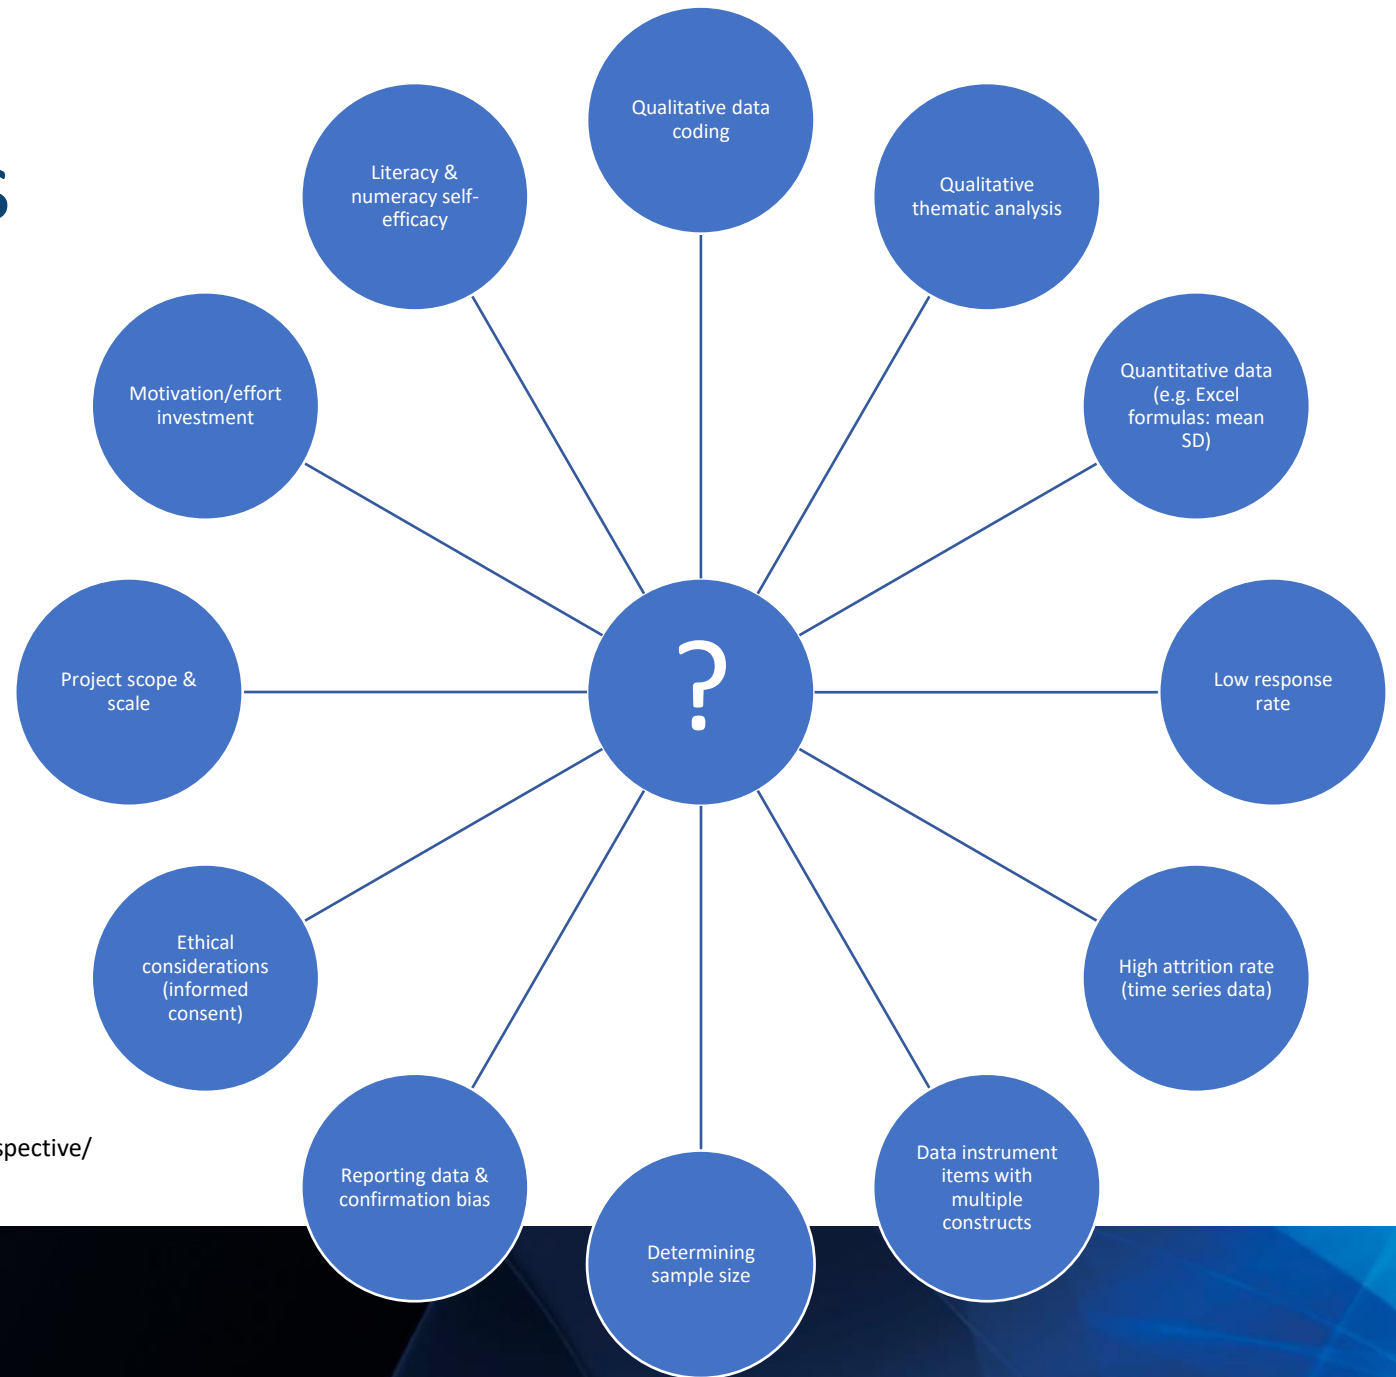 s
Qualitative data
coding
Qualitative
thematic analysis
Quantitative data
(e.g. Excel
formulas: mean
SD)
Low response
rate
High attrition rate
(time series data)
Data instrument
items with
multiple
constructs
Determining
sample size
Reporting data &
confirmation bias
Ethical
considerations
(informed
consent)
Project scope &
scale
Motivation/effort
investment
Literacy &
numeracy self-
efficacy
?
spective/